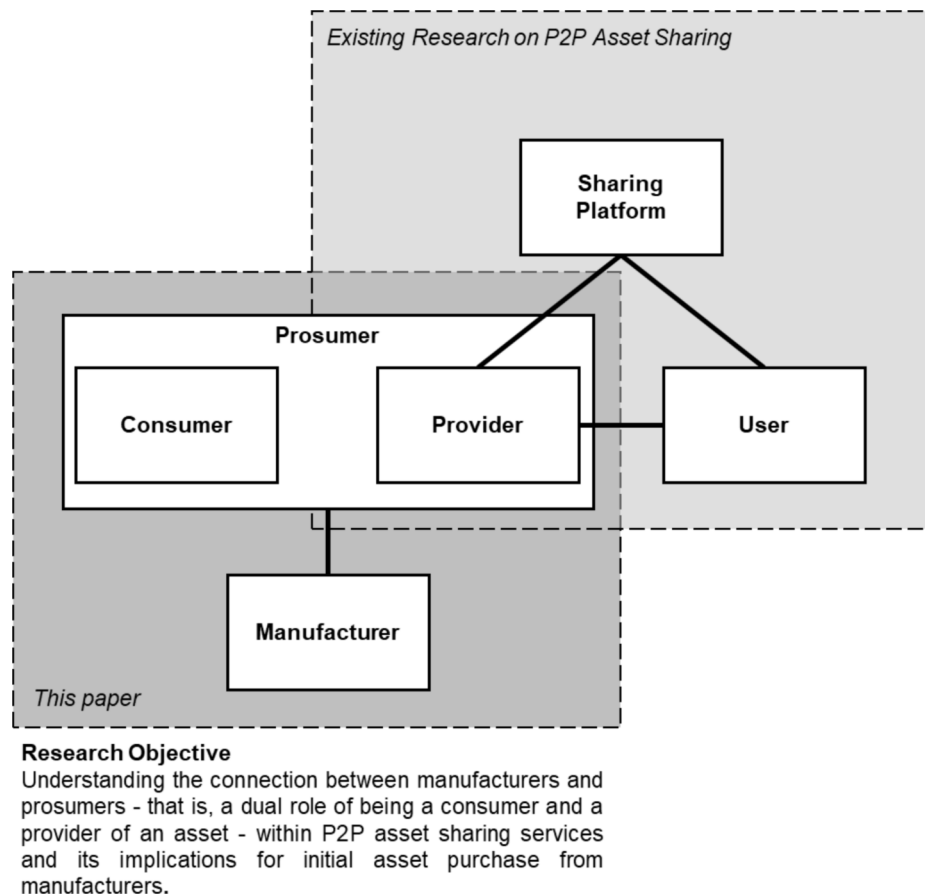 Existing Research on P2P Asset Sharing
Sharing
Platform
Prosumer
Consumer
Provider
User
Manufacturer
This paper
Research Objective
Understanding the connection between manufacturers and
prosumers - that is, a dual role of being a consumer and a
provider of an asset - within P2P asset sharing services
and its implications for initial asset purchase from
manufacturers.